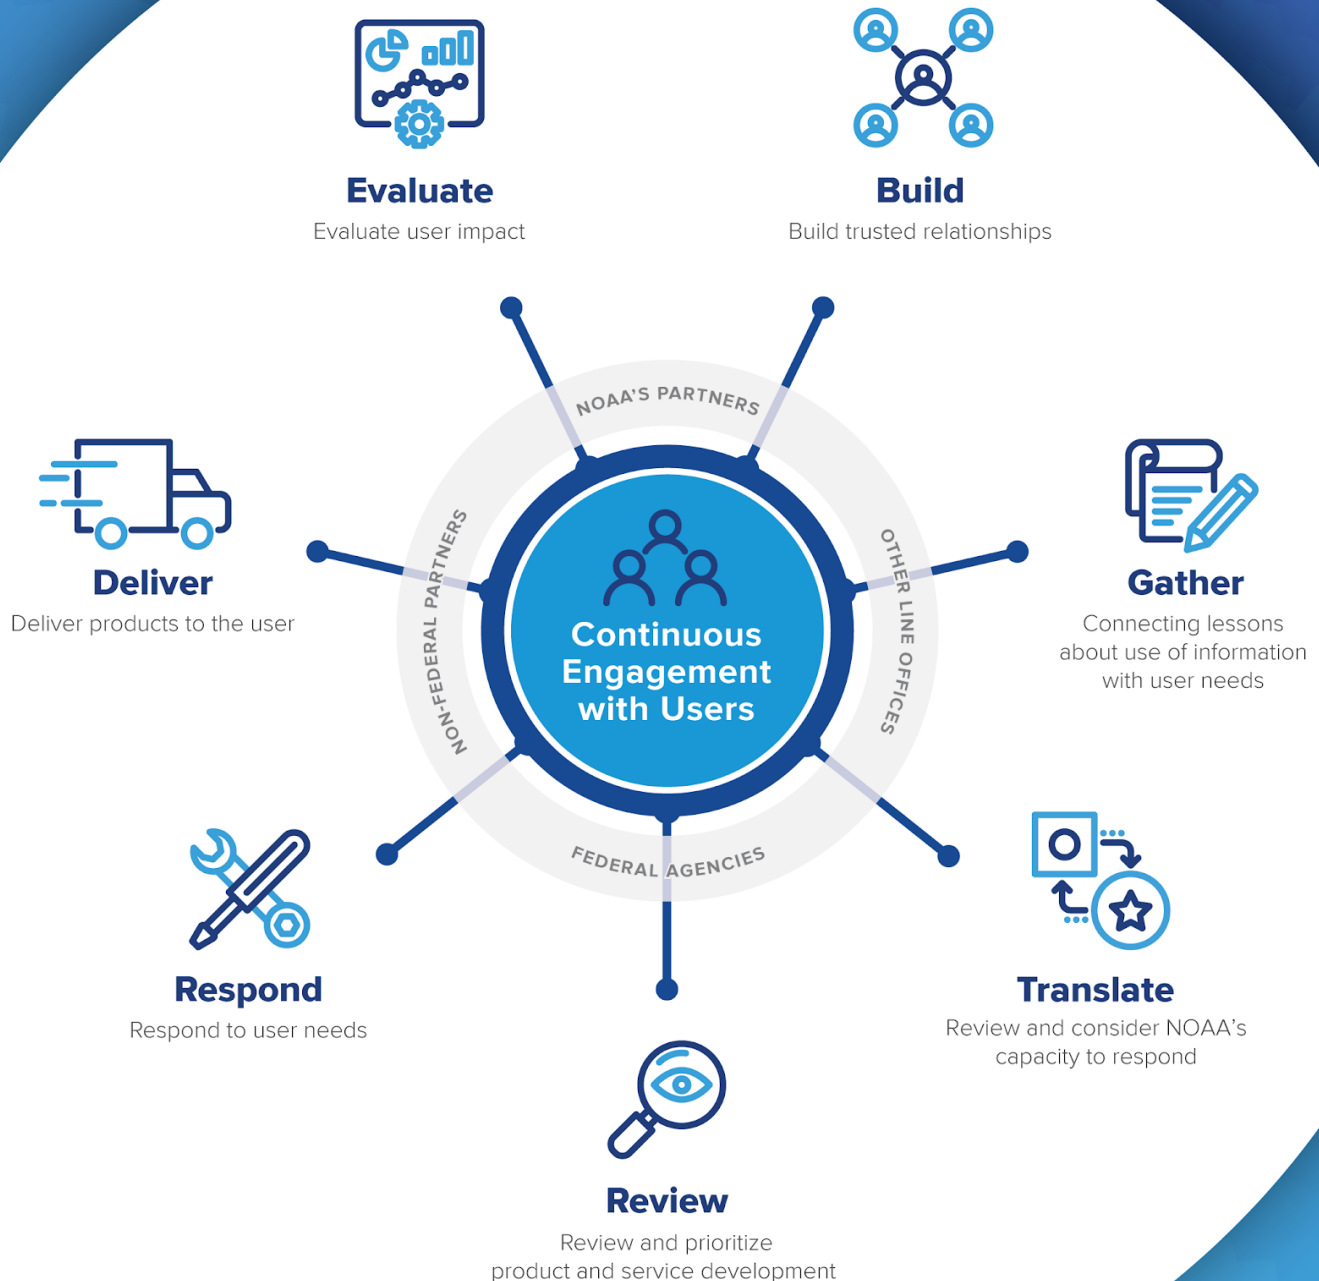 Evaluate
Evaluate user impact
Build
Build trusted relationships
NOAA'S PARTNERS
NON-FEDERAL PARTNERS
OTHER LINE OFFICES
FEDERAL AGENCIES
Continuous
Engagement
with Users
Deliver
Deliver products to the user
Gather
Connecting lessons
about use of information
with user needs
Respond
Respond to user needs
Translate
Review and consider NOAA's
capacity to respond
Review
Review and prioritize
product and service development